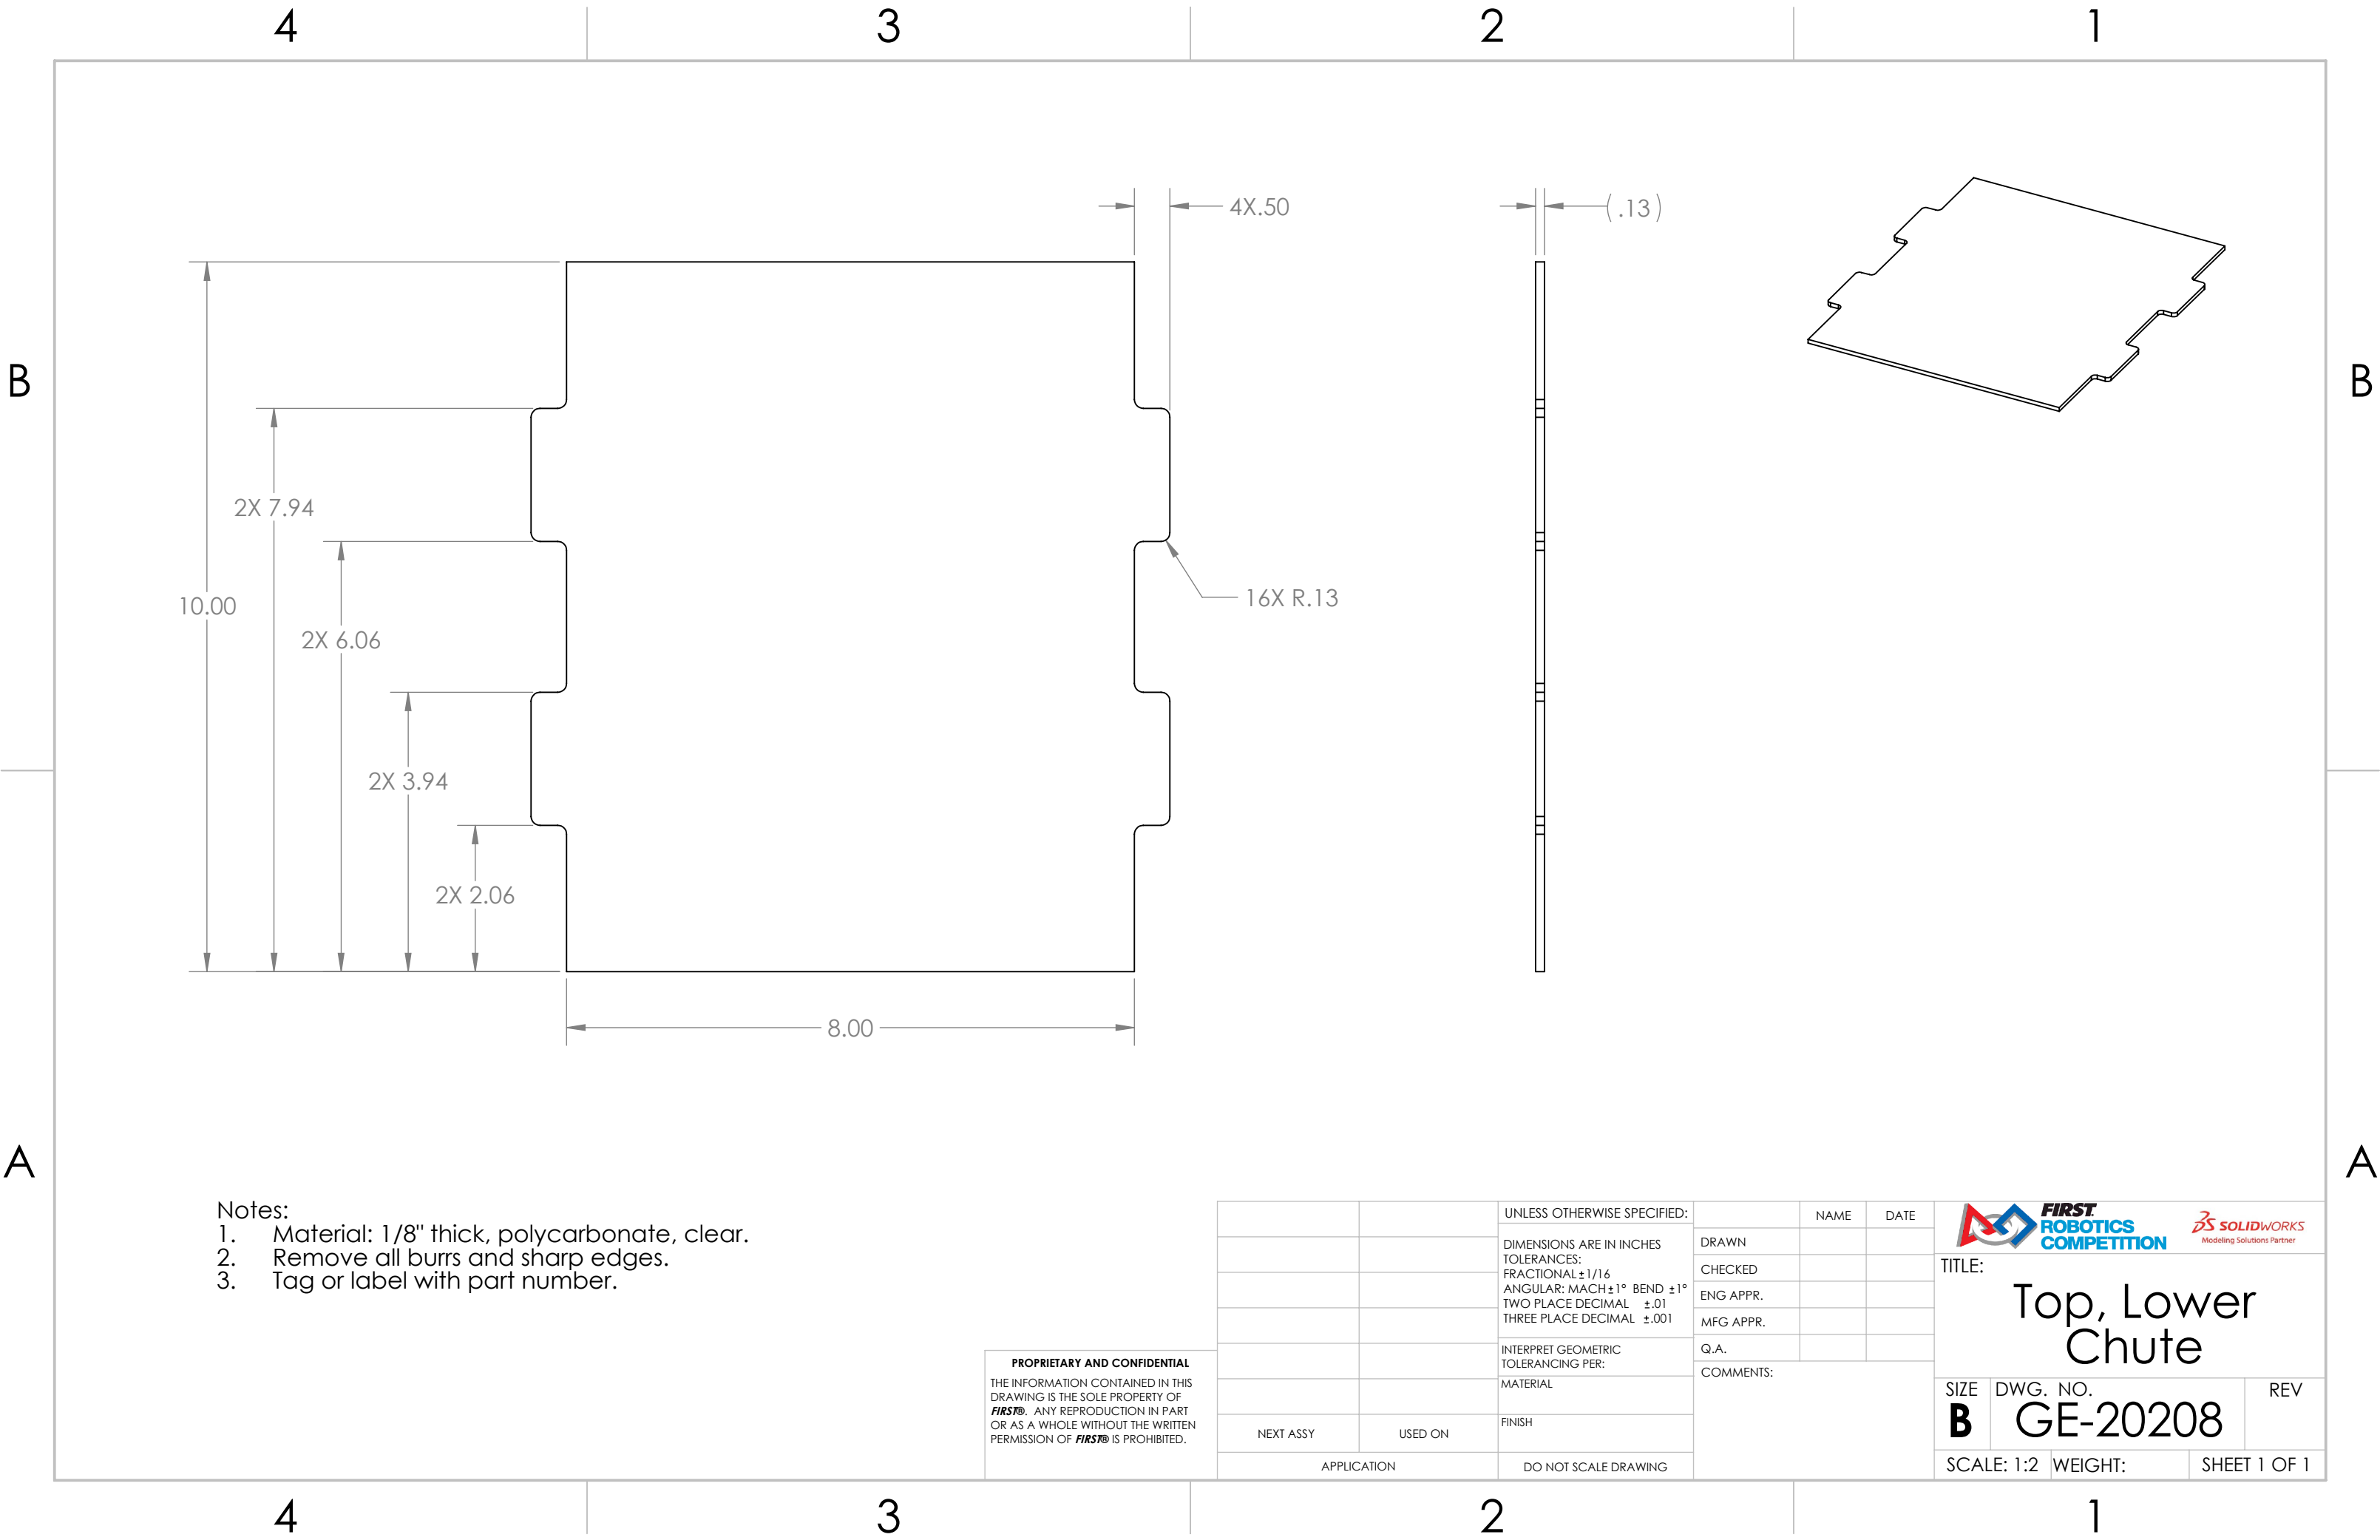 4 3 2 1
B B
A A
4X.50
(.13)
2X 7.94
10.00
2X 6.06
16X R.13
2X 3.94
2X 2.06
8.00
Notes:
1. Material: 1/8" thick, polycarbonate, clear.
2. Remove all burrs and sharp edges.
3. Tag or label with part number.
PROPRIETARY AND CONFIDENTIAL
THE INFORMATION CONTAINED IN THIS
DRAWING IS THE SOLE PROPERTY OF
FIRST®. ANY REPRODUCTION IN PART
OR AS A WHOLE WITHOUT THE WRITTEN
PERMISSION OF FIRST® IS PROHIBITED.
NEXT ASSY USED ON
APPLICATION
UNLESS OTHERWISE SPECIFIED:
DIMENSIONS ARE IN INCHES
TOLERANCES:
FRACTIONAL±1/16
ANGULAR: MACH±1° BEND ±1°
TWO PLACE DECIMAL ±.01
THREE PLACE DECIMAL ±.001
INTERPRET GEOMETRIC
TOLERANCING PER:
MATERIAL
FINISH
DO NOT SCALE DRAWING
NAME DATE
DRAWN
CHECKED
ENG APPR.
MFG APPR.
Q.A.
COMMENTS:
FIRST
ROBOTICS
COMPETITION
3S SOLIDWORKS
Modeling Solutions Partner
TITLE:
Top, Lower
Chute
SIZE DWG. NO. REV
B GE-20208
SCALE: 1:2 WEIGHT: SHEET 1 OF 1
4 3 2 1